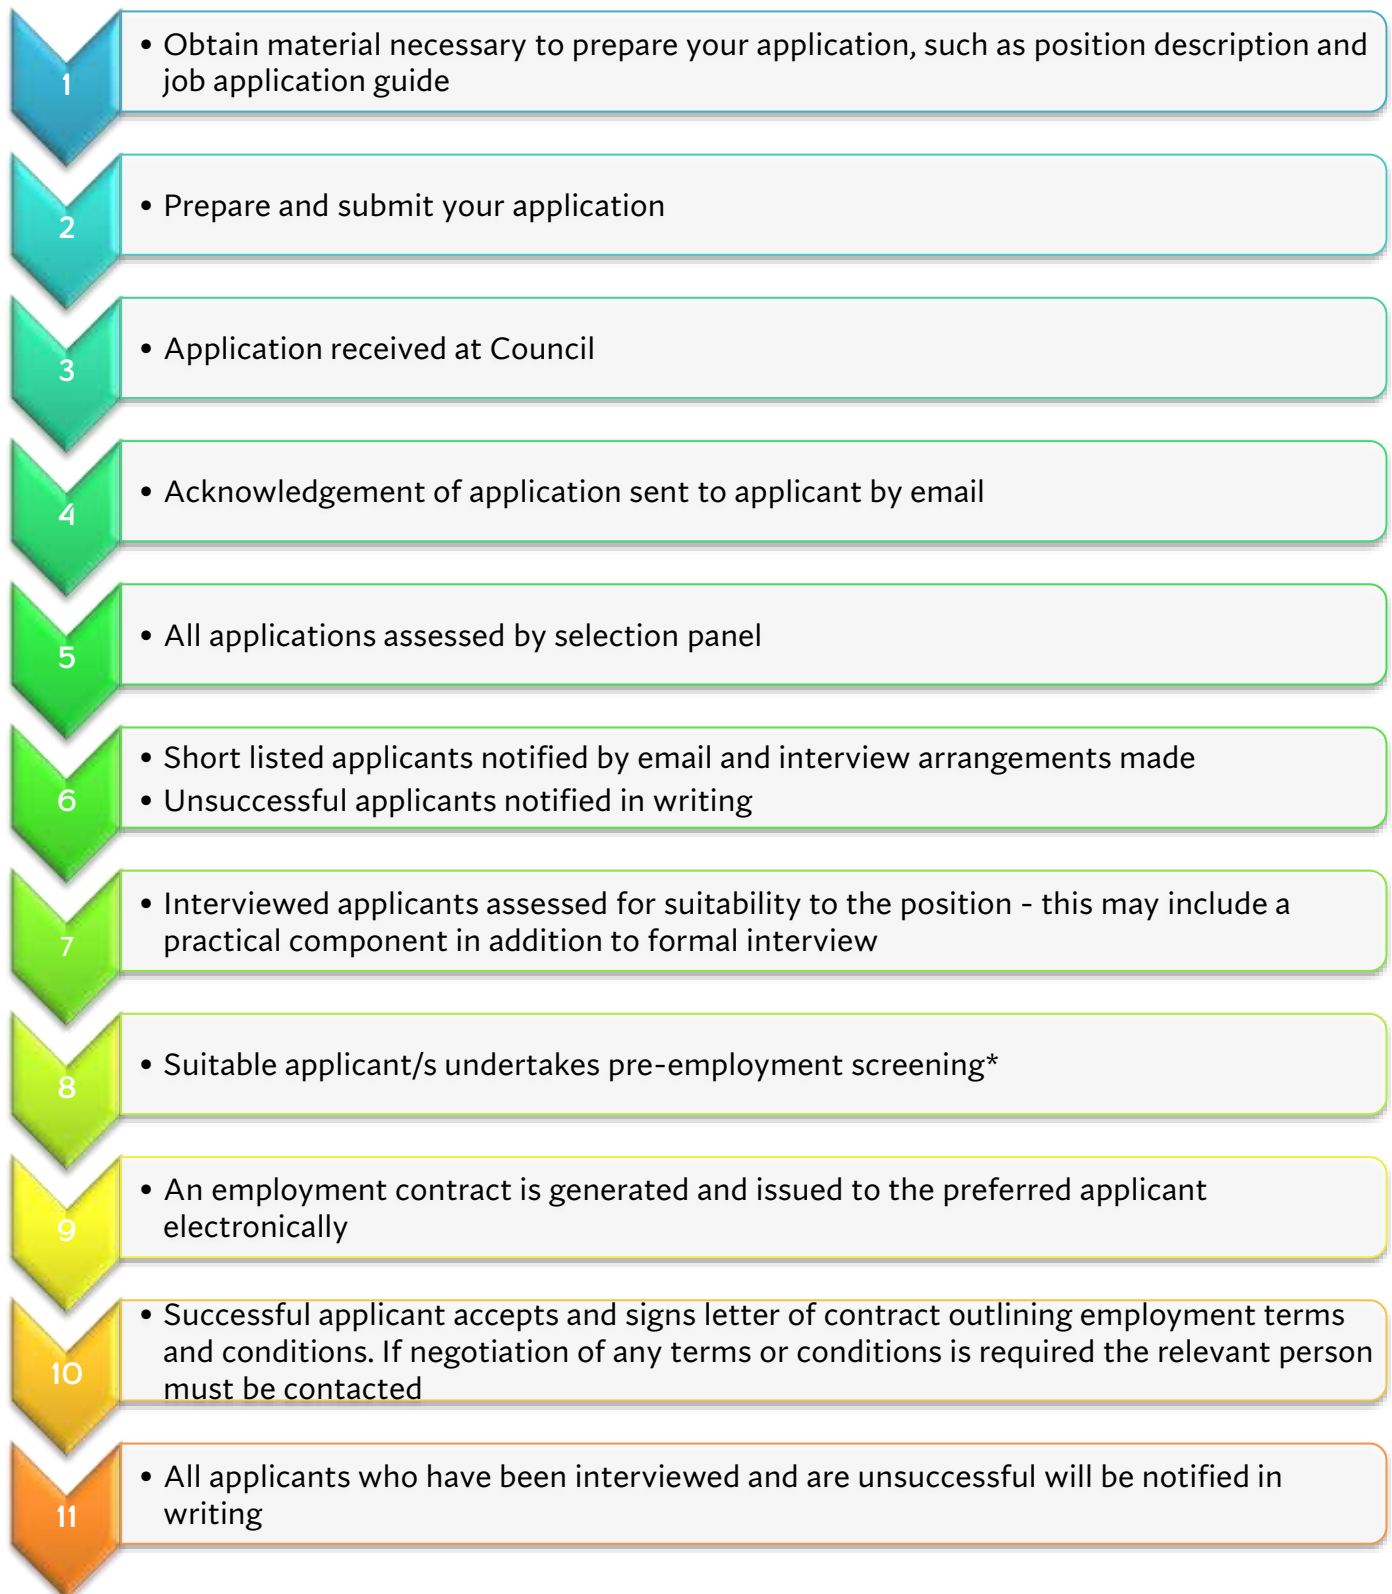 1
• Obtain material necessary to prepare your application, such as position description and
job application guide
2
• Prepare and submit your application
3
• Application received at Council
4
• Acknowledgement of application sent to applicant by email
5
• All applications assessed by selection panel
6
• Short listed applicants notified by email and interview arrangements made
• Unsuccessful applicants notified in writing
7
• Interviewed applicants assessed for suitability to the position - this may include a
practical component in addition to formal interview
8
• Suitable applicant/s undertakes pre-employment screening*
9
• An employment contract is generated and issued to the preferred applicant
electronically
10
• Successful applicant accepts and signs letter of contract outlining employment terms
and conditions. If negotiation of any terms or conditions is required the relevant person
must be contacted
11
• All applicants who have been interviewed and are unsuccessful will be notified in
writing